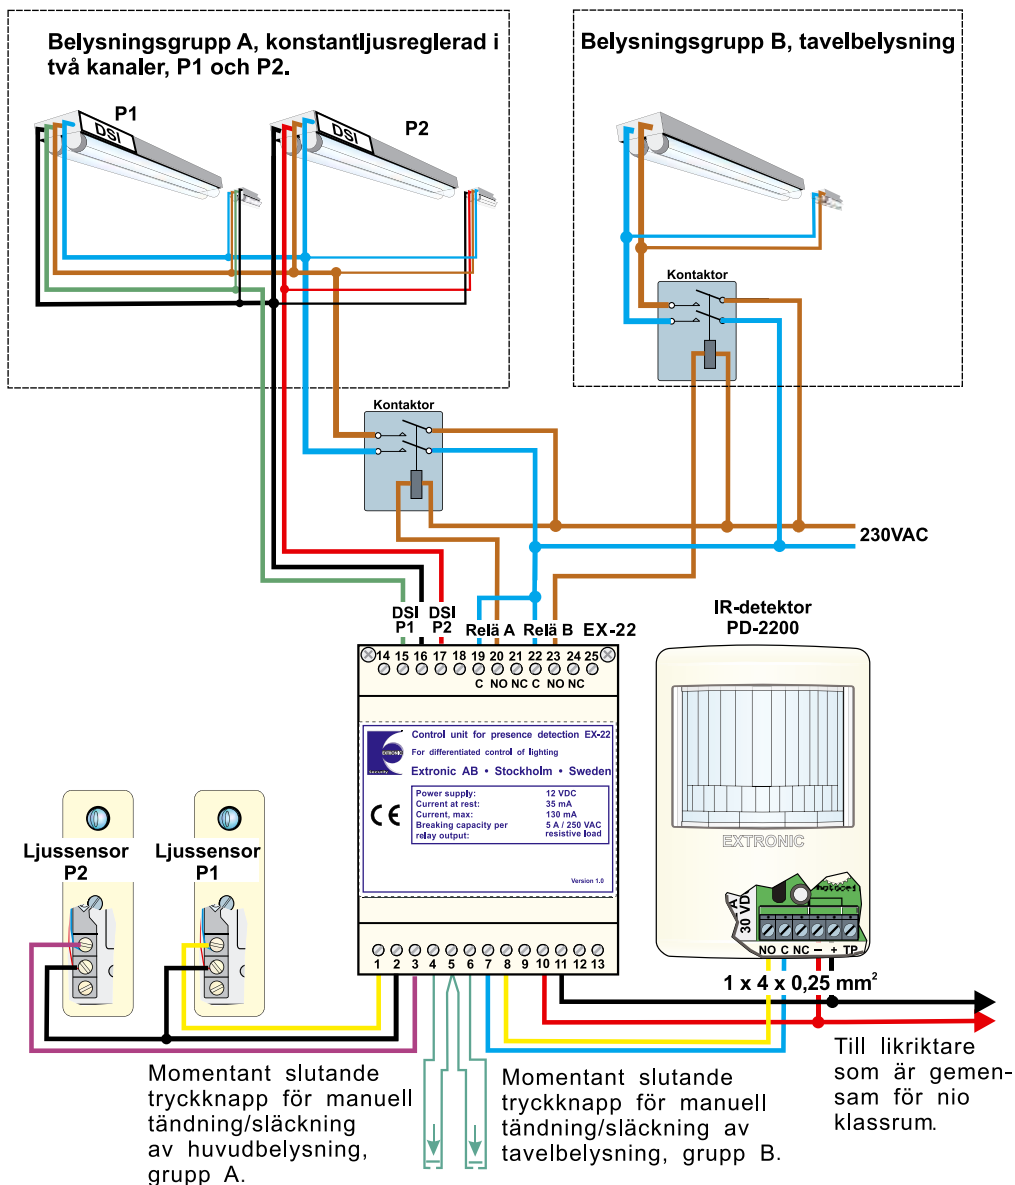 Belysningsgrupp A, konstantljusreglerad i
två kanaler, P1 och P2.
Belysningsgrupp B, tavelbelysning
P1
DSI
DSI
P2
Kontaktor
Kontaktor
230VAC
DSI P1
DSI P2
Relä A
Relä B
EX-22
IR-detektor
PD-2200
14 15 16 17 18 19 20 21 22 23 24 25
C NO NC C NO NC
EXTRONIC
Security
Control unit for presence detection EX-22
For differentiated control of lighting
Extronic AB • Stockholm • Sweden
CE
Power supply: 12 VDC
Current at rest: 35 mA
Current, max: 130 mA
Breaking capacity per relay output: 5 A / 250 VAC resistive load
Version 1.0
1 2 3 4 5 6 7 8 9 10 11 12 13
EXTRONIC
30 VD
NO C NC – + TP
1 x 4 x 0,25 mm²
Ljussensor
P2
Ljussensor
P1
Momentant slutande
tryckknapp för manuell
tändning/släckning
av huvudbelysning,
grupp A.
Momentant slutande
tryckknapp för manuell
tändning/släckning av
tavelbelysning, grupp B.
Till likriktare
som är gemen-
sam för nio
klassrum.